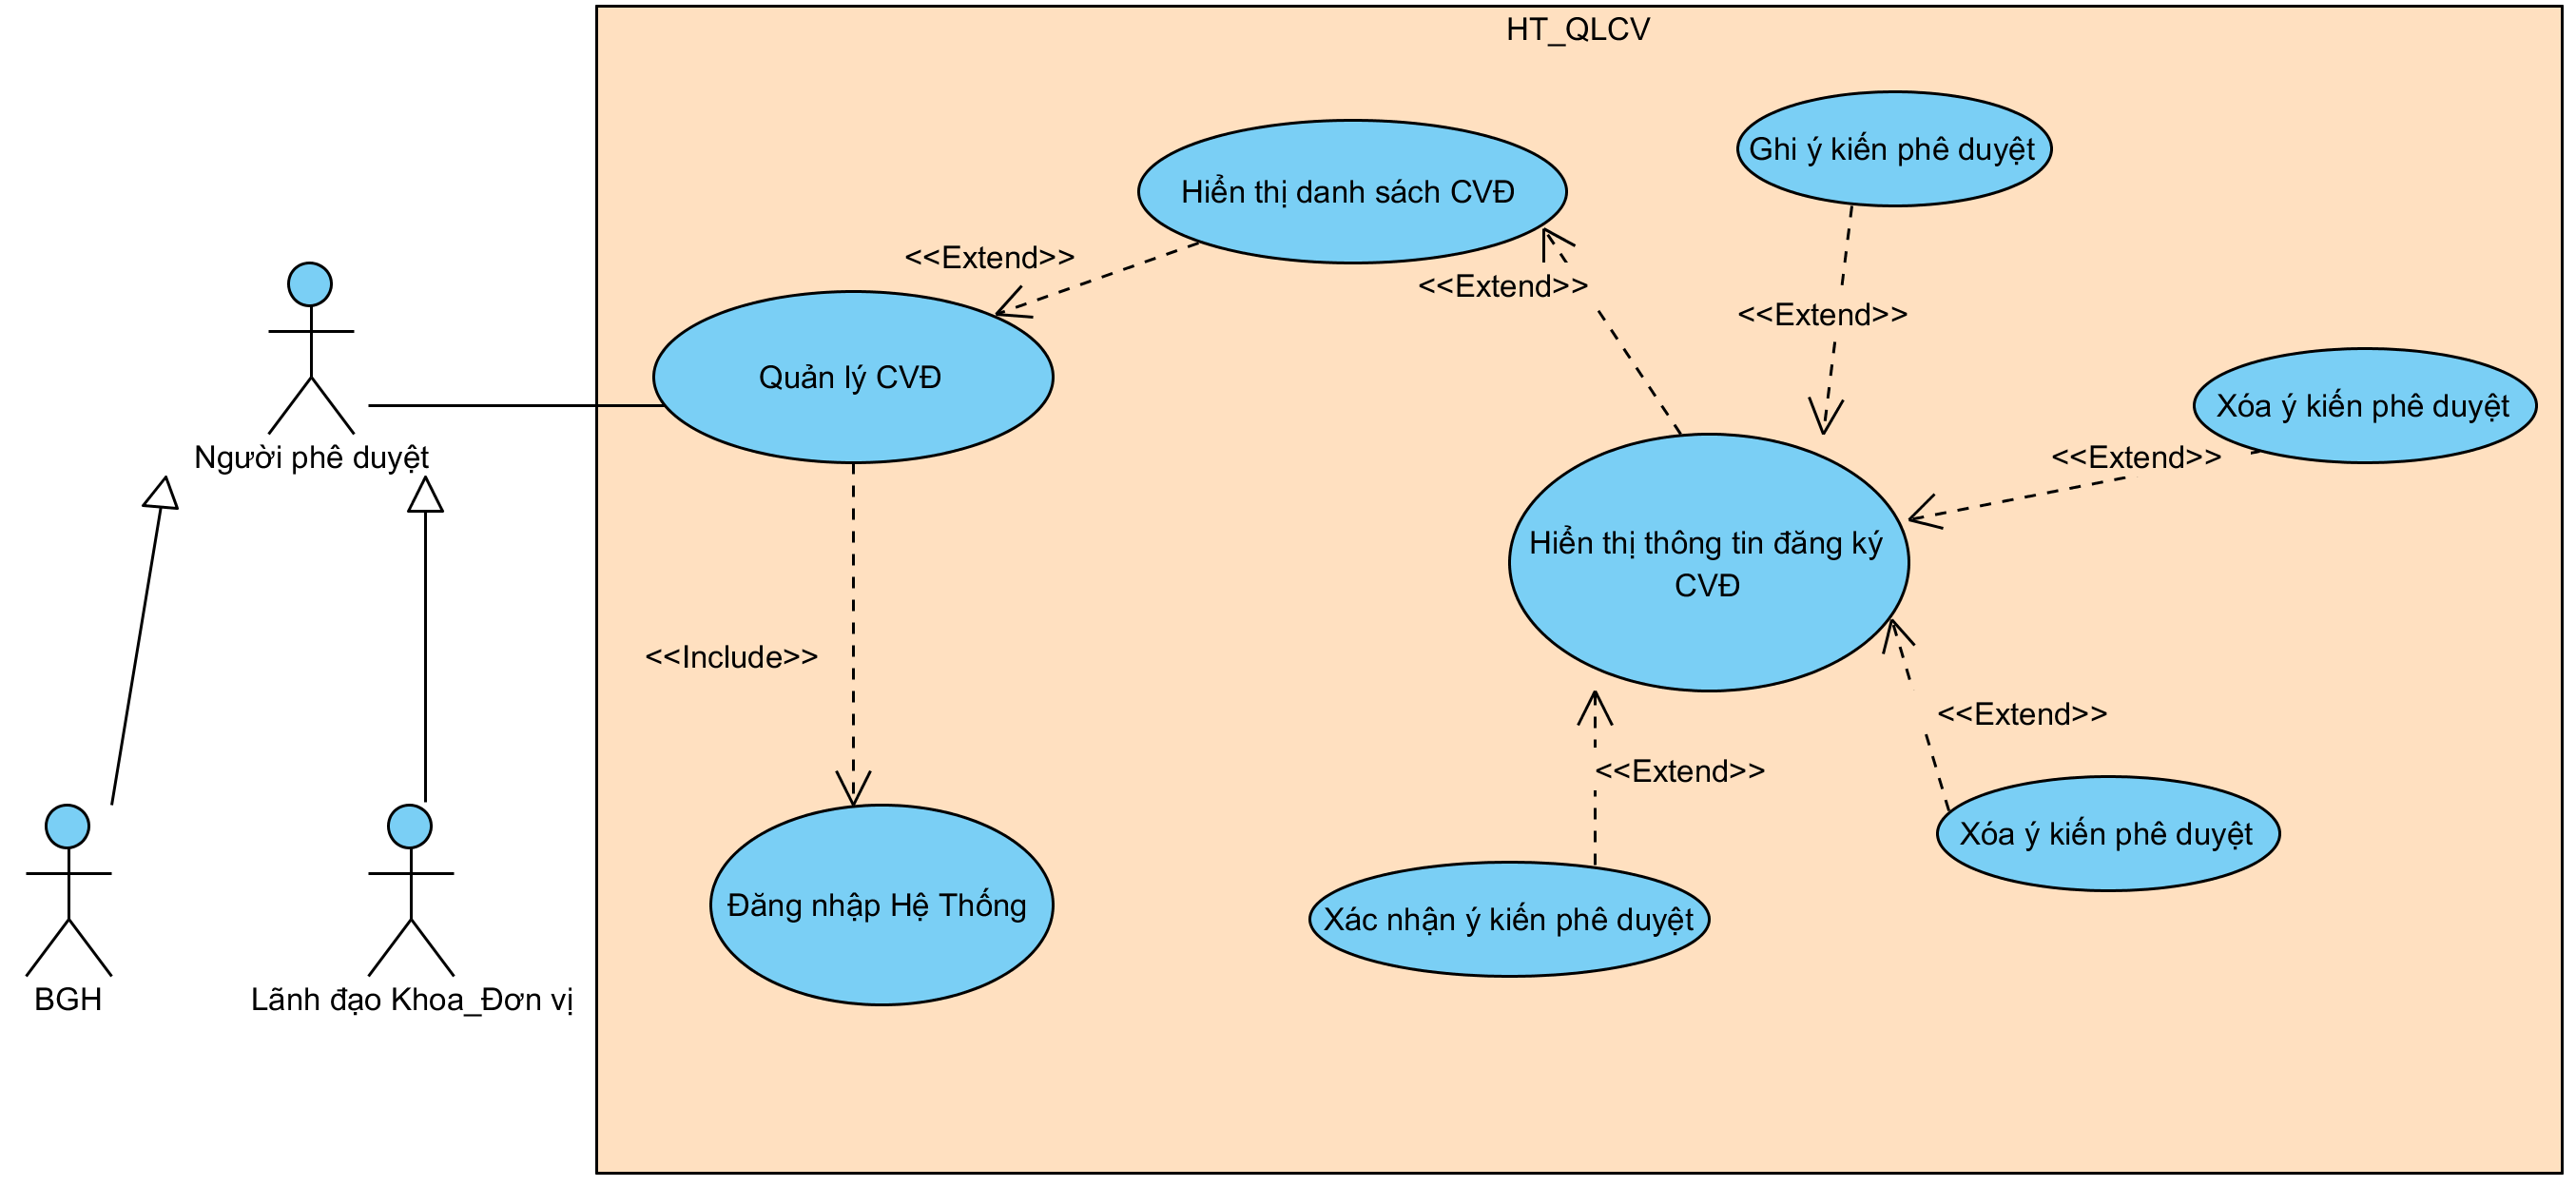 HT_QLCV
Ghi ý kiến phê duyệt
Hiển thị danh sách CVĐ
<<Extend>>
<<Extend>>
<<Extend>>
Quản lý CVĐ
Xóa ý kiến phê duyệt
Người phê duyệt
<<Extend>>
Hiển thị thông tin đăng ký
CVĐ
<<Include>>
<<Extend>>
<<Extend>>
Xóa ý kiến phê duyệt
Đăng nhập Hệ Thống
Xác nhận ý kiến phê duyệt
BGH
Lãnh đạo Khoa_Đơn vị